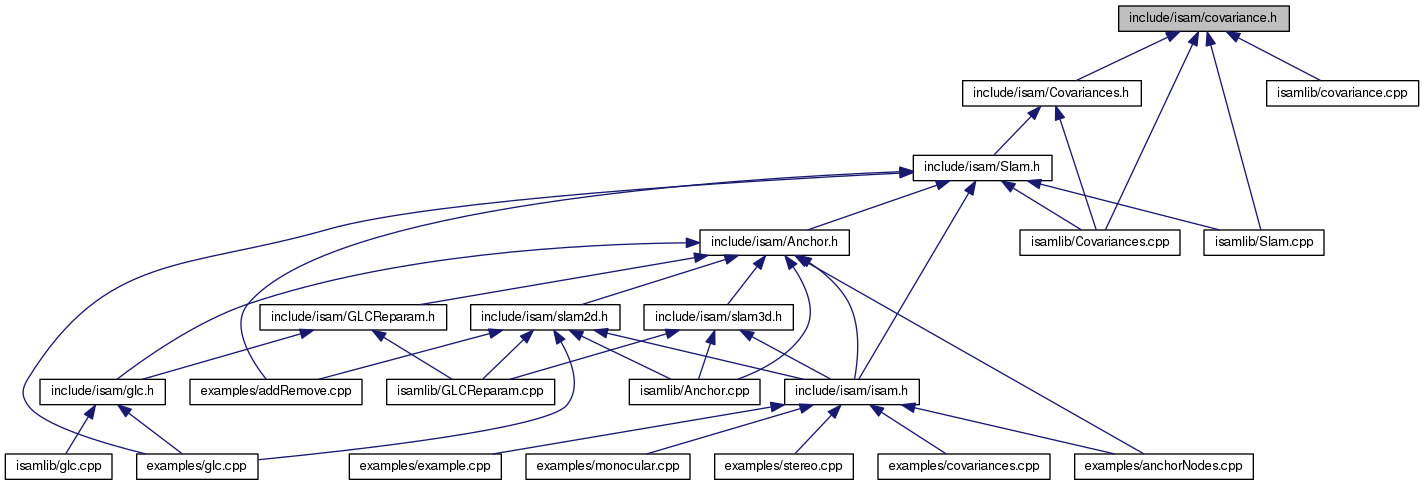 include/isam/covariance.h
include/isam/Covariances.h
isamlib/covariance.cpp
include/isam/Slam.h
include/isam/Anchor.h
isamlib/Covariances.cpp
isamlib/Slam.cpp
include/isam/GLCReparam.h
include/isam/slam2d.h
include/isam/slam3d.h
include/isam/glc.h
examples/addRemove.cpp
isamlib/GLCReparam.cpp
isamlib/Anchor.cpp
include/isam/isam.h
isamlib/glc.cpp
examples/glc.cpp
examples/example.cpp
examples/monocular.cpp
examples/stereo.cpp
examples/covariances.cpp
examples/anchorNodes.cpp